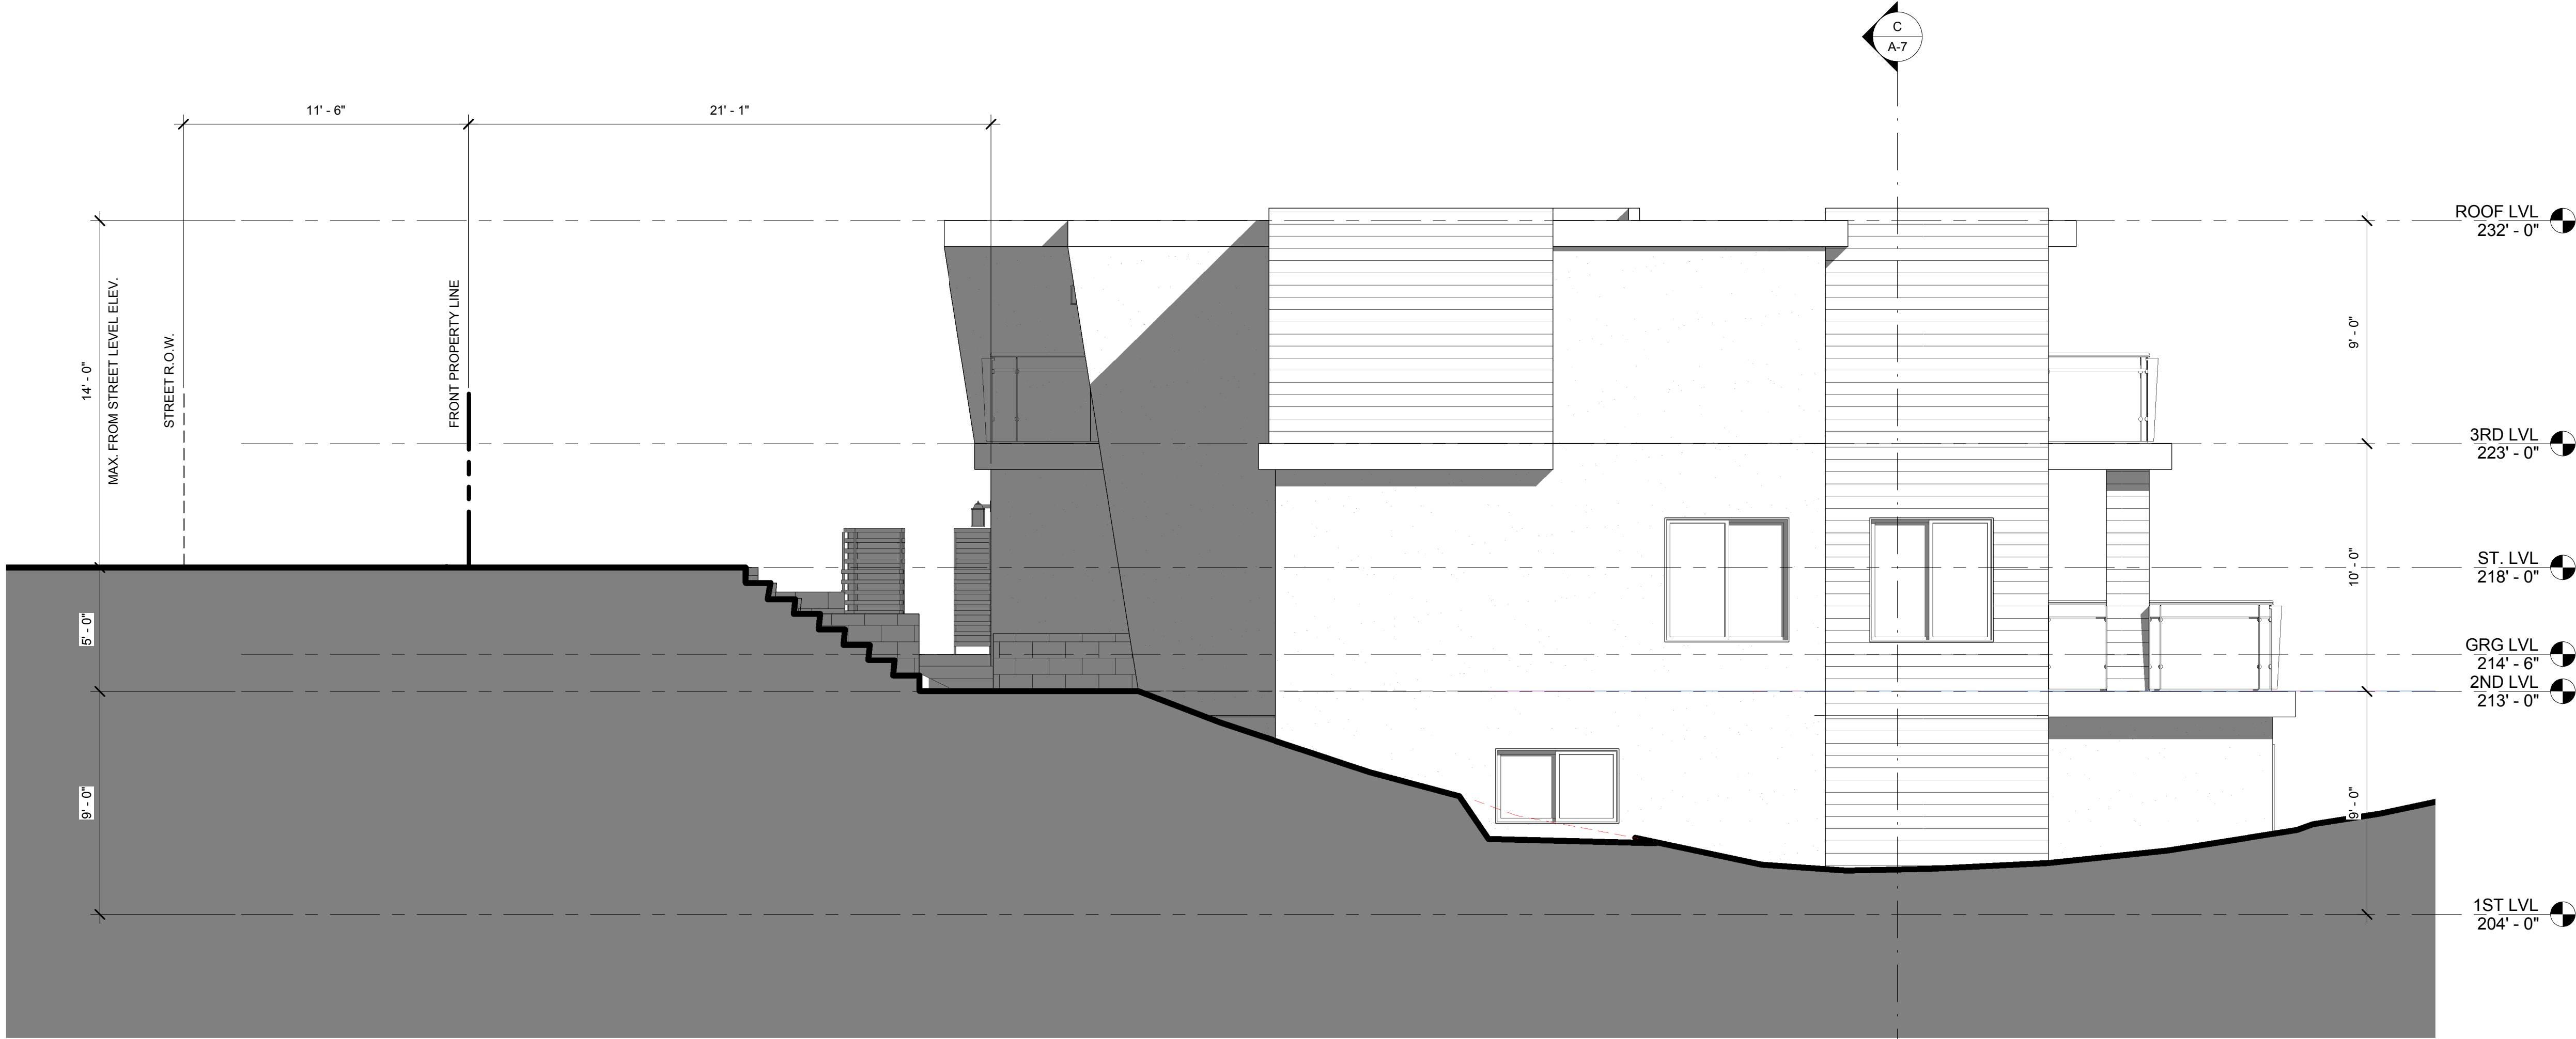 C
A-7
11' - 6"
21' - 1"
ROOF LVL
232' - 0"
MAX. FROM STREET LEVEL ELEV.
STREET R.O.W.
FRONT PROPERTY LINE
14' - 0"
9' - 0"
3RD LVL
223' - 0"
10' - 0"
ST. LVL
218' - 0"
5' - 0"
GRG LVL
214' - 6"
2ND LVL
213' - 0"
9' - 0"
9' - 0"
1ST LVL
204' - 0"